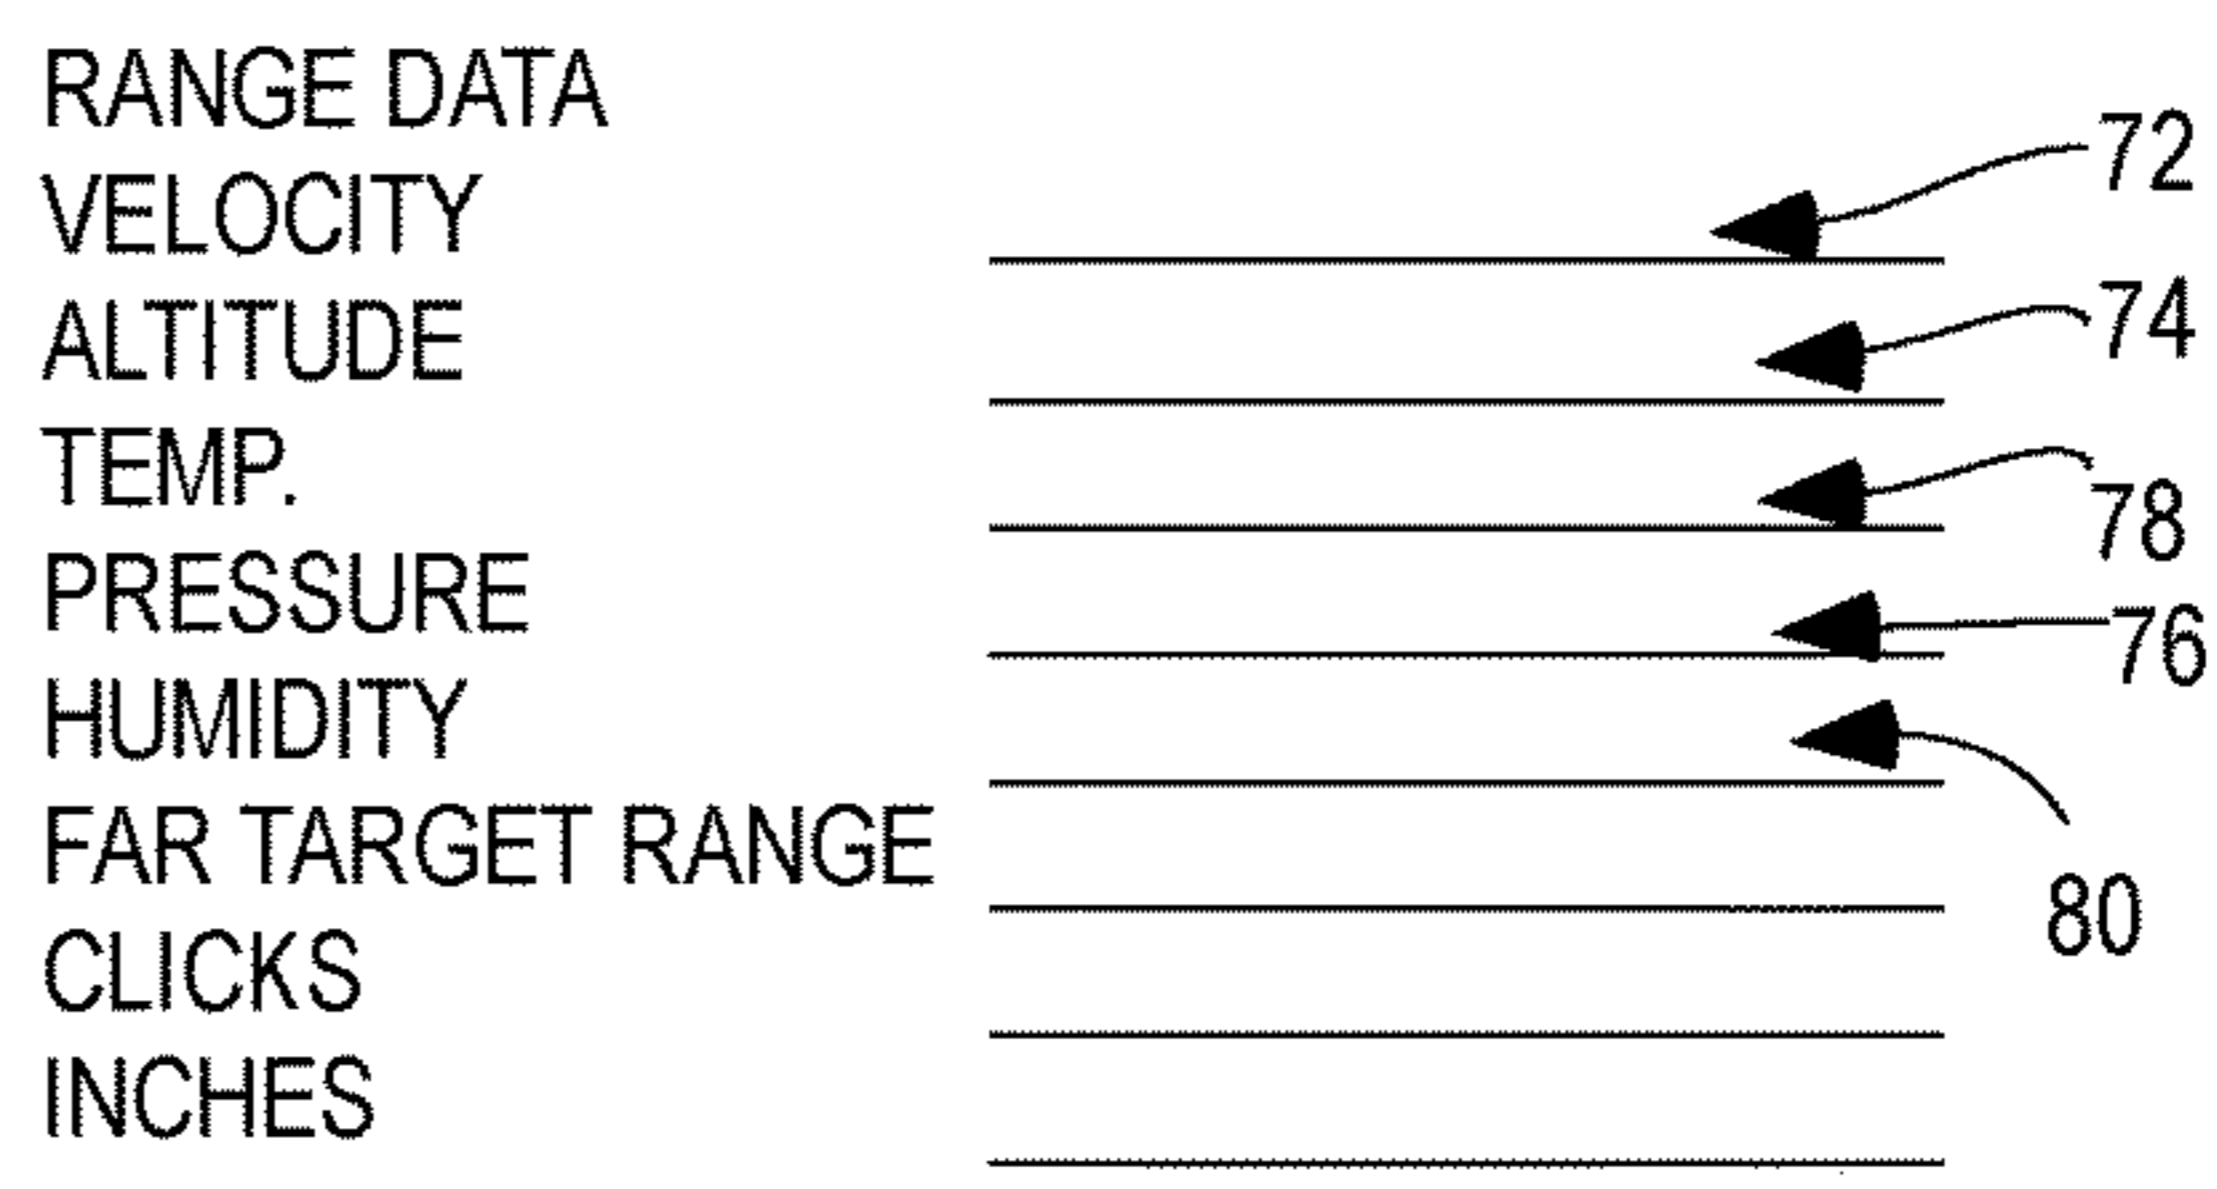 RANGE DATA
VELOCITY 72
ALTITUDE 74
TEMP. 78
PRESSURE 76
HUMIDITY 80
FAR TARGET RANGE
CLICKS
INCHES